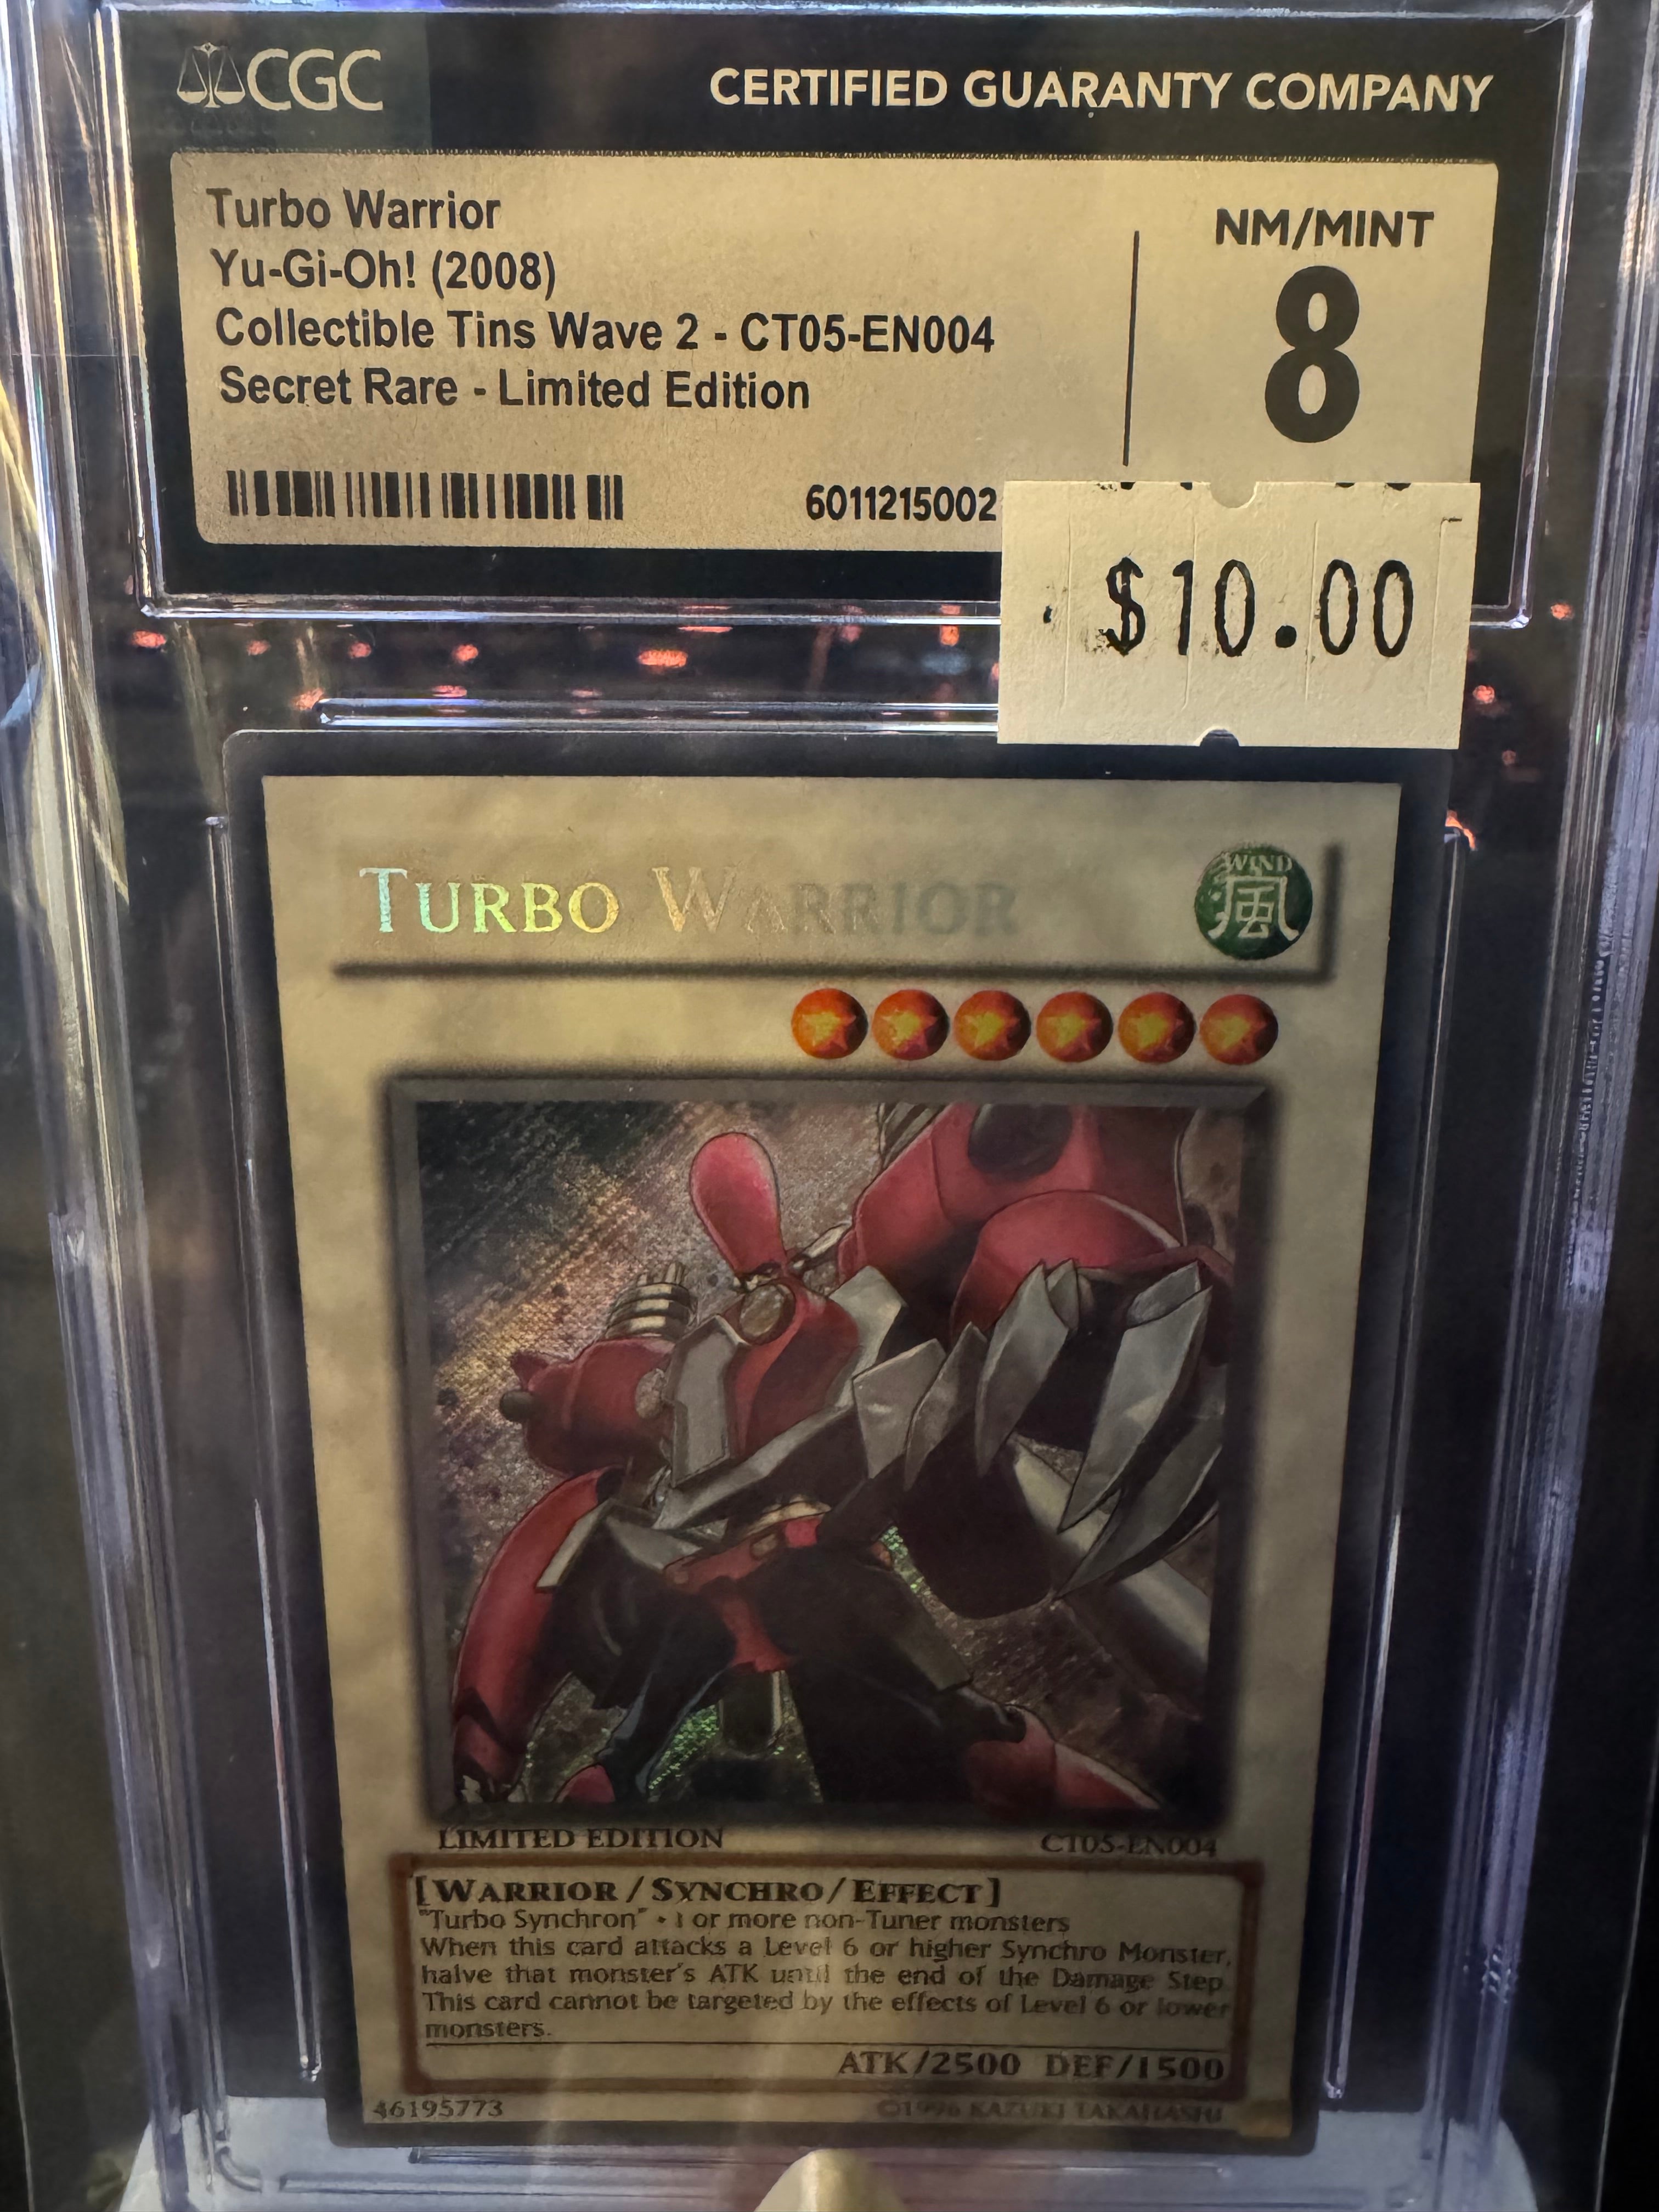 CGC
CERTIFIED GUARANTY COMPANY
Turbo Warrior
Yu-Gi-Oh! (2008)
Collectible Tins Wave 2 - CT05-EN004
Secret Rare - Limited Edition
NM/MINT
8
6011215002
$10.00
TURBO WARRIOR
WIND
風
LIMITED EDITION
CT05-EN004
[WARRIOR/SYNCHRO/EFFECT]
"Turbo Synchron" + 1 or more non-Tuner monsters
When this card attacks a Level 6 or higher Synchro Monster,
halve that monster's ATK until the end of the Damage Step.
This card cannot be targeted by the effects of Level 6 or lower
monsters.
ATK/2500 DEF/1500
46195773
©1996 KAZUKI TAKAHASHI